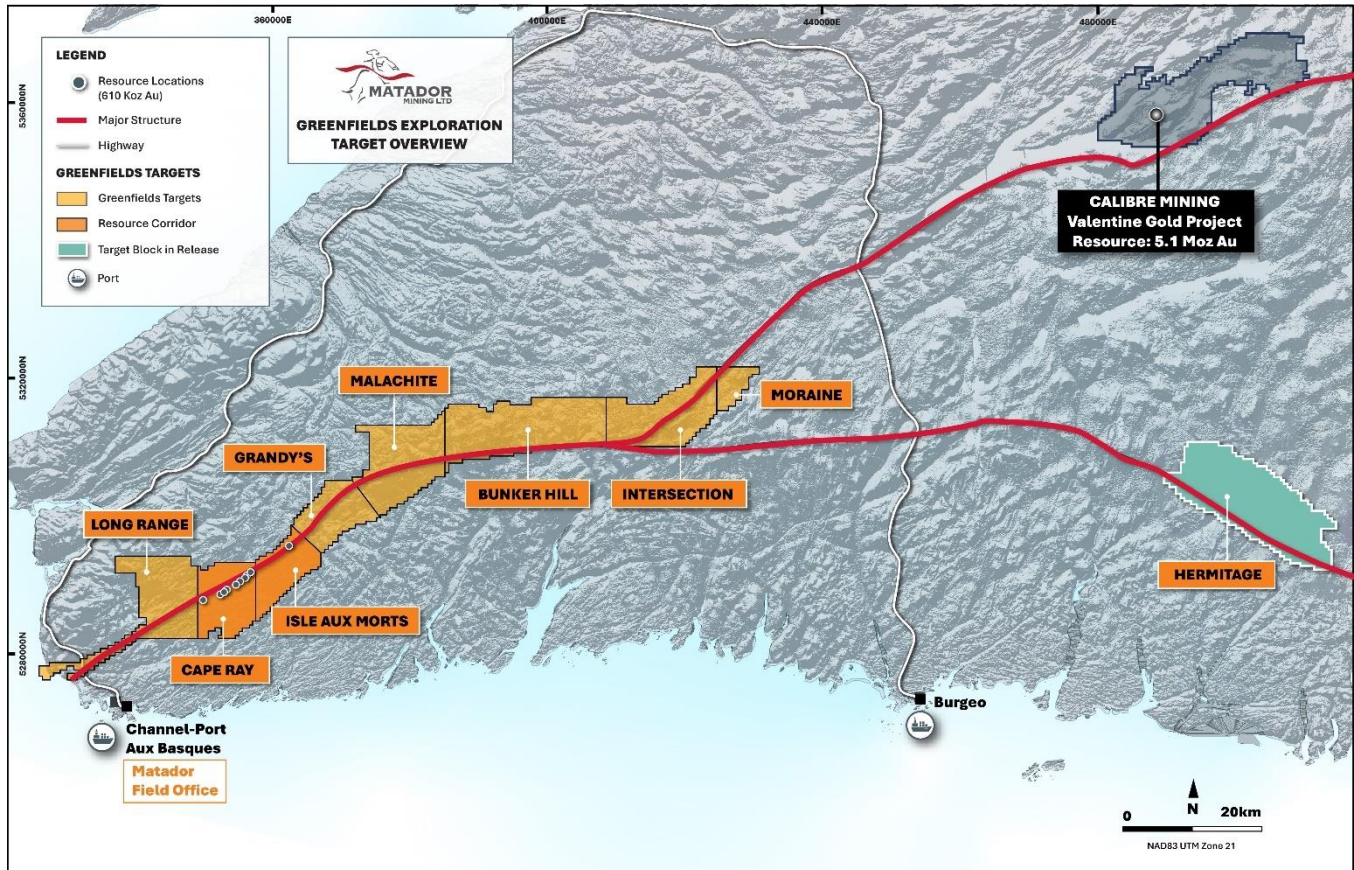 360000E
400000E
440000E
480000E
5360000N
5320000N
5280000N
LEGEND
Resource Locations
(610 Koz Au)
Major Structure
Highway
GREENFIELDS TARGETS
Greenfields Targets
Resource Corridor
Target Block in Release
Port
MATADOR
MINING LTD
GREENFIELDS EXPLORATION
TARGET OVERVIEW
CALIBRE MINING
Valentine Gold Project
Resource: 5.1 Moz Au
MALACHITE
MORAINE
GRANDY'S
BUNKER HILL
INTERSECTION
LONG RANGE
HERMITAGE
ISLE AUX MORTS
CAPE RAY
Burgeo
Channel-Port
Aux Basques
Matador
Field Office
N
0
20km
NAD83 UTM Zone 21